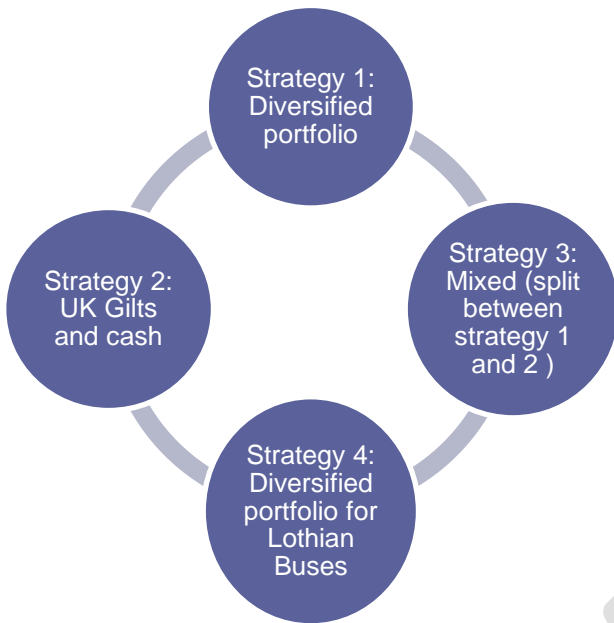 Strategy 1:
Diversified
portfolio
Strategy 2:
UK Gilts
and cash
Strategy 3:
Mixed (split
between
strategy 1
and 2 )
Strategy 4:
Diversified
portfolio for
Lothian
Buses